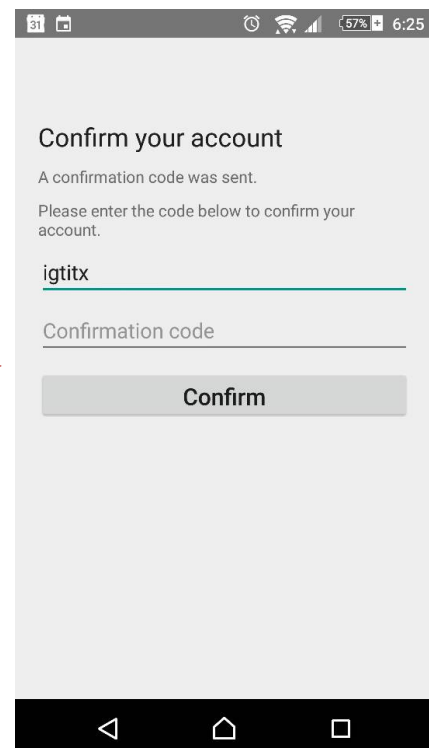 31 57% 6:25
Confirm your account
A confirmation code was sent.
Please enter the code below to confirm your
account.
igtitx
Confirmation code
Confirm